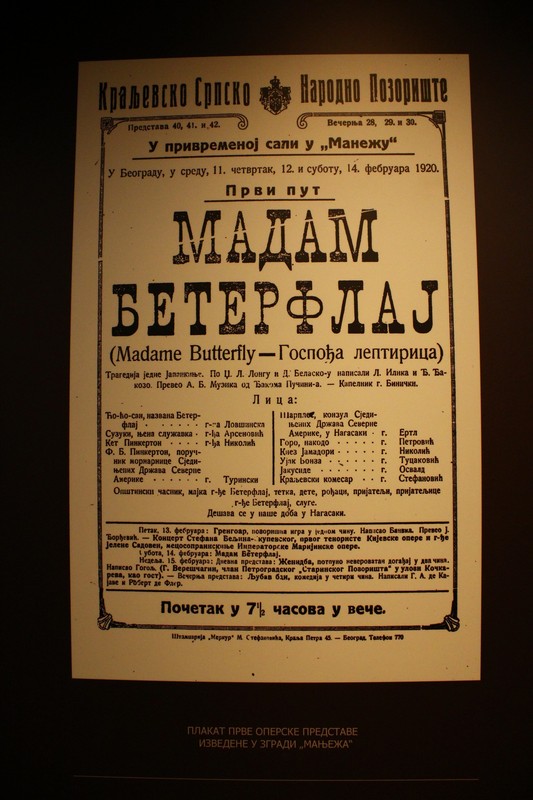 Краљевско Српско Народно Позориште
Представа 40, 41. и 42.
Вечерња 28, 29. и 30.
У привременој сали у „Манежу“
У Београду, у среду, 11. четвртак, 12. и суботу, 14. фебруара 1920.
Први пут
МАДАМ
БЕТЕРФЛАЈ
(Madame Butterfly — Госпођа лептирица)
Трагедија једне Јапанкиње. По Џ. Л. Лонгу и Д. Беласко-у написали Л. Илика и Ђ. Ђа-
козо. Превео А. Б. Музика од Ђакома Пучини-а. — Капелник г. Бинички.
Лица:
Ћо-ћо-сан, названа Бетер-
флај г-ђа Ловшинска
Сузуки, њена служавка г-ђа Арсеновић
Кет Пинкертон г-ђа Николић
Ф. Б. Пинкертон, поруч-
ник морнарице Сједи-
њених Држава Северне
Америке г. Турински
Шарплес, конзул Сједи-
њених Држава Северне
Америке, у Нагасаки г. Ертл
Горо, накодо г. Петровић
Кнез Јамадори г. Николић
Ујак Бонза г. Туцаковић
Јакусиде г. Освалд
Краљевски комесар г. Стефановић
Општински часник, мајка г-ђе Бетерфлај, тетка, дете, рођаци, пријатељи, пријатељице
г-ђе Бетерфлај, слуге.
Дешава се у наше доба у Нагасаки.
Петак, 13. фебруара: Гренгоар, позоришна игра у једном чину. Написао Банвил. Превео Ј.
Ђорђевић. — Концерт Стефана Бељина- купевског, првог тенористе Кијевске опере и г-ђе
Јелене Садовен, мецосопранискиње Императорске Маријинске опере.
Субота, 14. фебруара: Мадам Бетерфлај.
Недеља, 15. фебруара: Дневна представа: Женидба, потпуно невероватан догађај у два чина.
Написао Гогољ. (Г. Верешчагин, члан Петроградског „Старинског Позоришта“ у улози Кочка-
рева, као гост). — Вечерња представа: Љубав бди, комедија у четири чина. Написали Г. А. де Ка-
јаве и Роберт де Флер.
Почетак у 7 1/2 часова у вече.
Штампарија „Меркур“ М. Стефановића, Краља Петра 45. — Београд. Телефон 770
ПЛАКАТ ПРВЕ ОПЕРСКЕ ПРЕДСТАВЕ
ИЗВЕДЕНЕ У ЗГРАДИ „МАЊЕЖА“